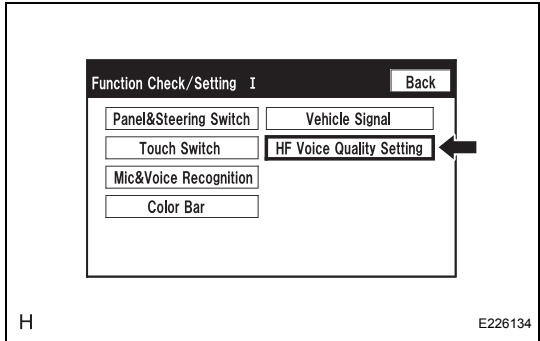 Function Check/Setting I Back
Panel&Steering Switch Vehicle Signal
Touch Switch HF Voice Quality Setting
Mic&Voice Recognition
Color Bar
H E226134